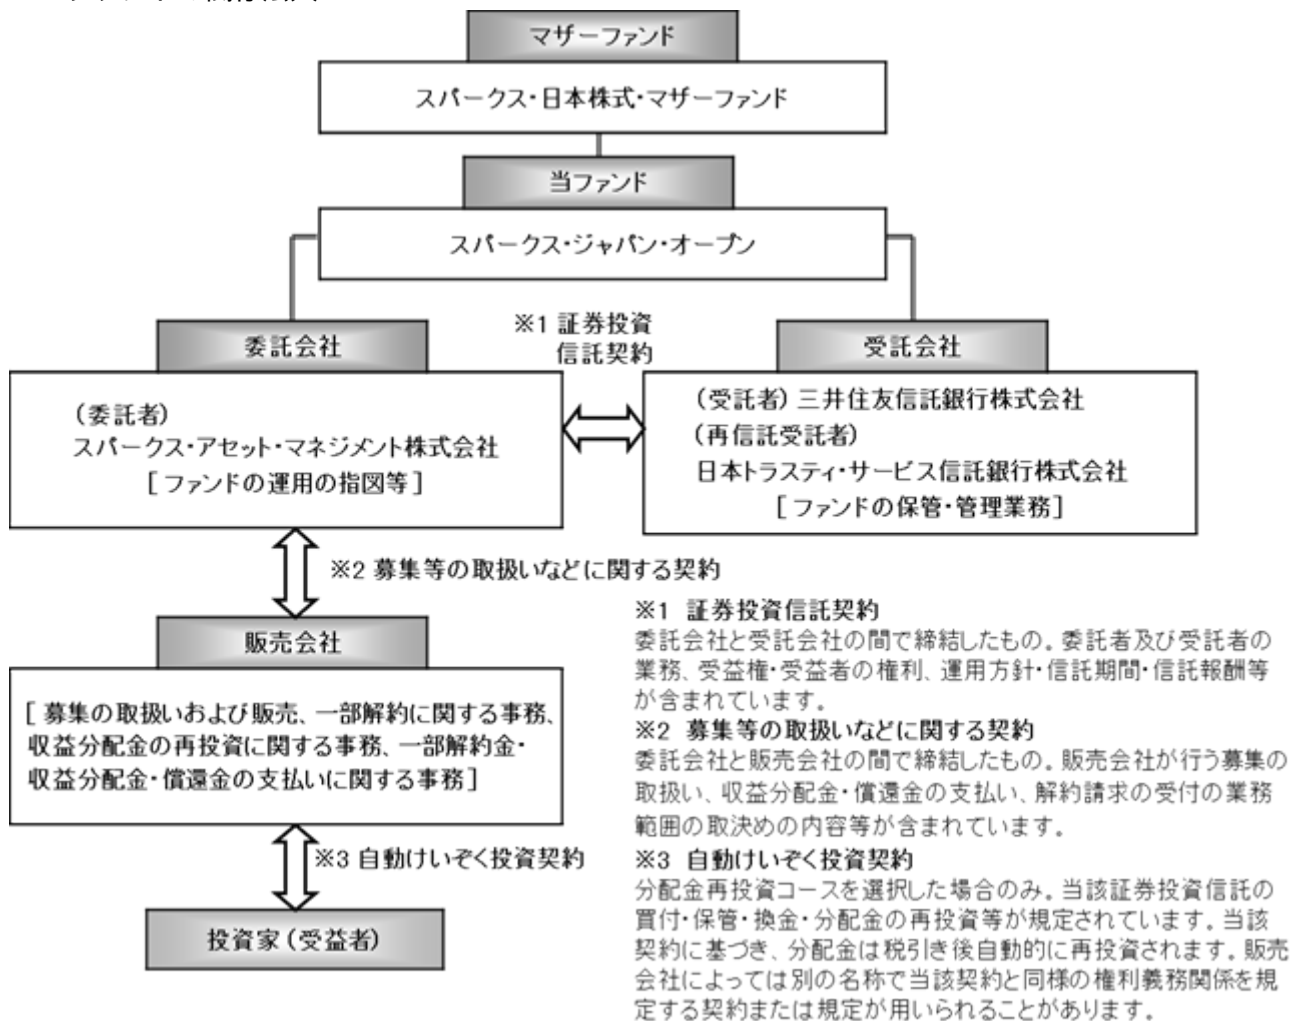 マザーファンド
スパークス・日本株式・マザーファンド
当ファンド
スパークス・ジャパン・オープン
※1 証券投資
信託契約
委託会社
(委託者)
スパークス・アセット・マネジメント株式会社
[ファンドの運用の指図等]
受託会社
(受託者) 三井住友信託銀行株式会社
(再信託受託者)
日本トラスティ・サービス信託銀行株式会社
[ファンドの保管・管理業務]
※2 募集等の取扱いなどに関する契約
販売会社
[ 募集の取扱いおよび販売、一部解約に関する事務、
収益分配金の再投資に関する事務、一部解約金・
収益分配金・償還金の支払いに関する事務]
※3 自動けいぞく投資契約
投資家(受益者)
※1 証券投資信託契約
委託会社と受託会社の間で締結したもの。委託者及び受託者の
業務、受益権・受益者の権利、運用方針・信託期間・信託報酬等
が含まれています。
※2 募集等の取扱いなどに関する契約
委託会社と販売会社の間で締結したもの。販売会社が行う募集の
取扱い、収益分配金・償還金の支払い、解約請求の受付の業務
範囲の取決めの内容等が含まれています。
※3 自動けいぞく投資契約
分配金再投資コースを選択した場合のみ。当該証券投資信託の
買付・保管・換金・分配金の再投資等が規定されています。当該
契約に基づき、分配金は税引き後自動的に再投資されます。販売
会社によっては別の名称で当該契約と同様の権利義務関係を規
定する契約または規定が用いられることがあります。